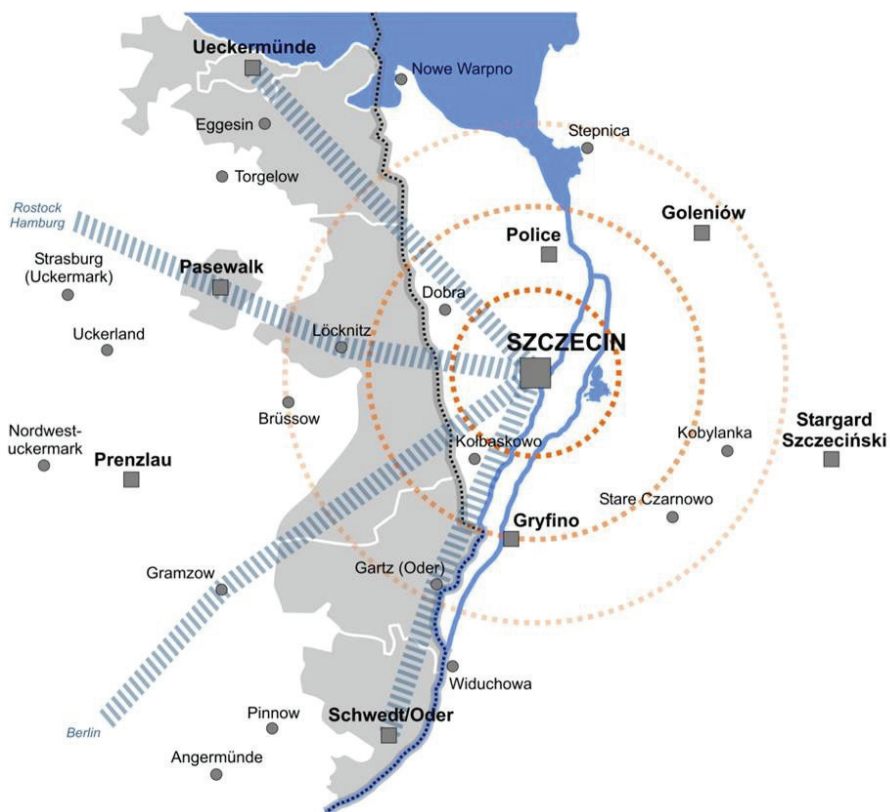 Ueckermünde
Nowe Warpno
Eggesin
Stepnica
Torgelow
Rostock
Hamburg
Goleniów
Police
Strasburg
(Uckermark)
Pasewalk
Dobra
Uckerland
Löcknitz
SZCZECIN
Brüssow
Nordwest-
uckermark
Prenzlau
Kołbaskowo
Kobylanka
Stargard
Szczeciński
Stare Czarnowo
Gryfino
Gramzow
Gartz (Oder)
Widuchowa
Pinnow
Schwedt/Oder
Berlin
Angermünde